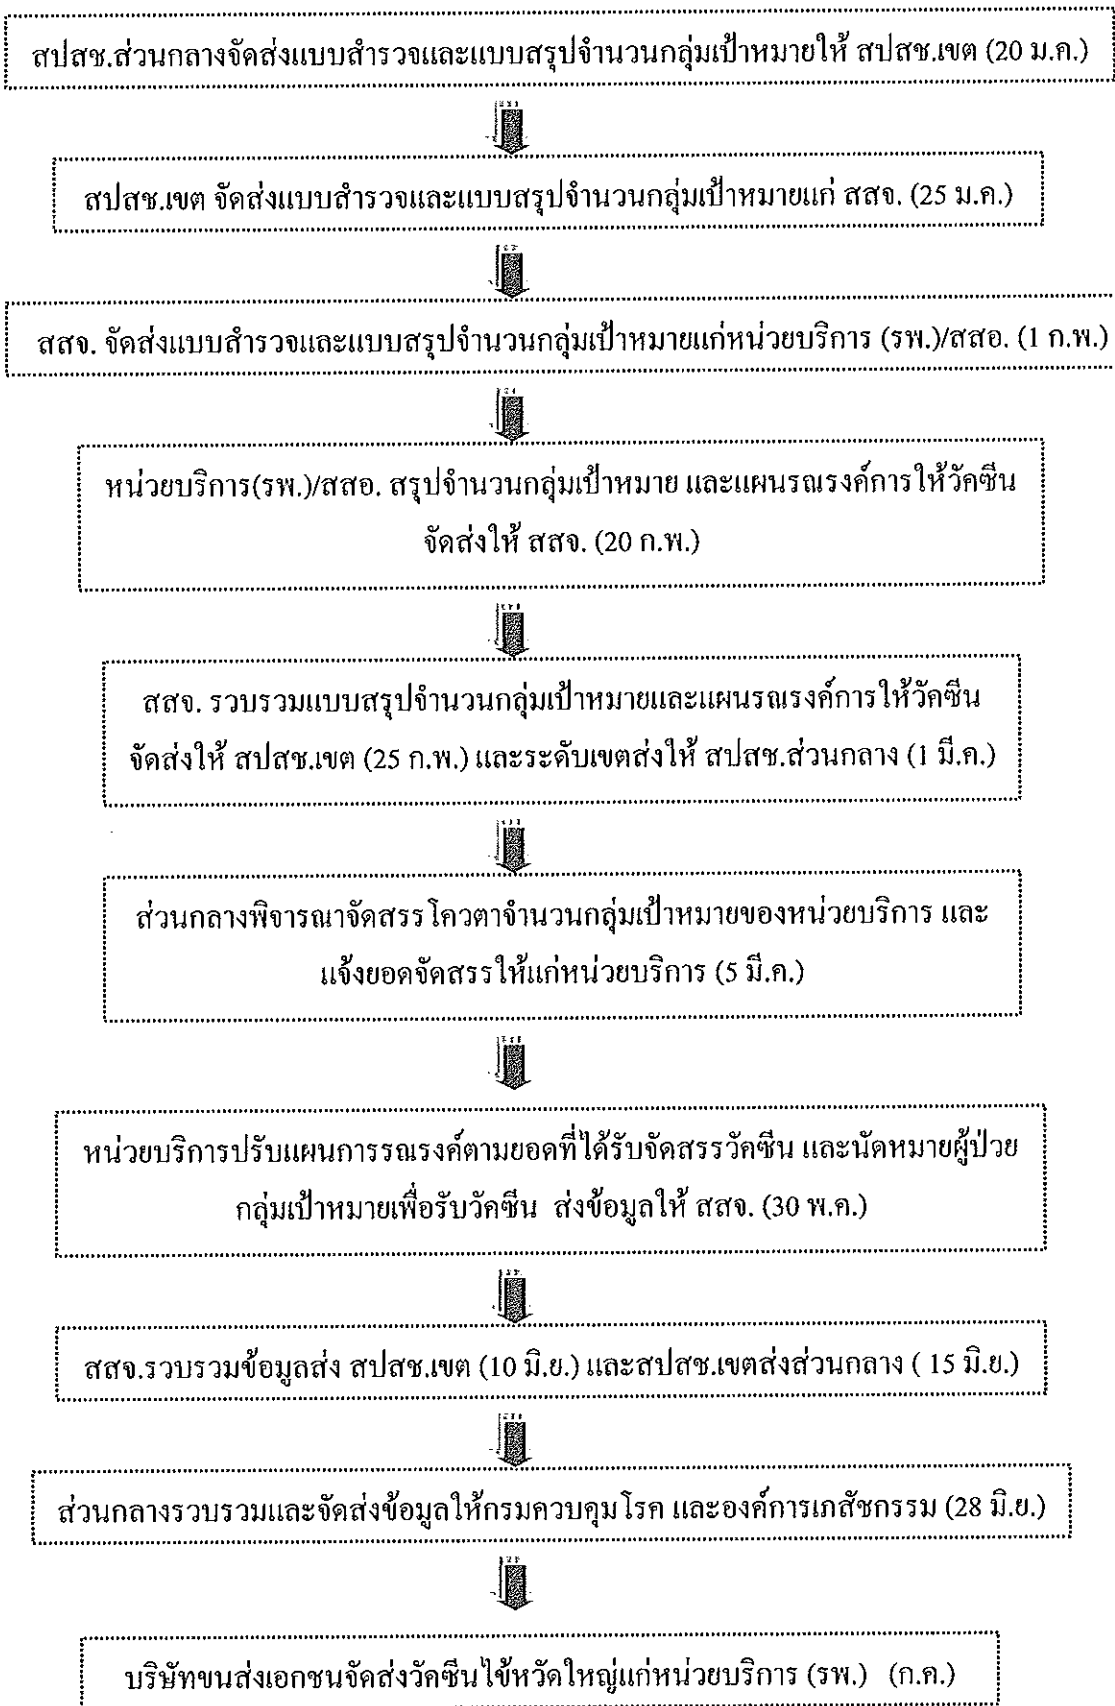 สปสช.ส่วนกลางจัดส่งแบบสำรวจและแบบสรุปจำนวนกลุ่มเป้าหมายให้ สปสช.เขต (20 ม.ค.)
สปสช.เขต จัดส่งแบบสำรวจและแบบสรุปจำนวนกลุ่มเป้าหมายแก่ สสจ. (25 ม.ค.)
สสจ. จัดส่งแบบสำรวจและแบบสรุปจำนวนกลุ่มเป้าหมายแก่หน่วยบริการ (รพ.)/สสอ. (1 ก.พ.)
หน่วยบริการ(รพ.)/สสอ. สรุปจำนวนกลุ่มเป้าหมาย และแผนรณรงค์การให้วัคซีน
จัดส่งให้ สสจ. (20 ก.พ.)
สสจ. รวบรวมแบบสรุปจำนวนกลุ่มเป้าหมายและแผนรณรงค์การให้วัคซีน
จัดส่งให้ สปสช.เขต (25 ก.พ.) และระดับเขตส่งให้ สปสช.ส่วนกลาง (1 มี.ค.)
ส่วนกลางพิจารณาจัดสรรโควตาจำนวนกลุ่มเป้าหมายของหน่วยบริการ และ
แจ้งยอดจัดสรรให้แก่หน่วยบริการ (5 มี.ค.)
หน่วยบริการปรับแผนการรณรงค์ตามยอดที่ได้รับจัดสรรวัคซีน และนัดหมายผู้ป่วย
กลุ่มเป้าหมายเพื่อรับวัคซีน ส่งข้อมูลให้ สสจ. (30 พ.ค.)
สสจ.รวบรวมข้อมูลส่ง สปสช.เขต (10 มิ.ย.) และสปสช.เขตส่งส่วนกลาง ( 15 มิ.ย.)
ส่วนกลางรวบรวมและจัดส่งข้อมูลให้กรมควบคุมโรค และองค์การเภสัชกรรม (28 มิ.ย.)
บริษัทขนส่งเอกชนจัดส่งวัคซีนไข้หวัดใหญ่แก่หน่วยบริการ (รพ.) (ก.ค.)